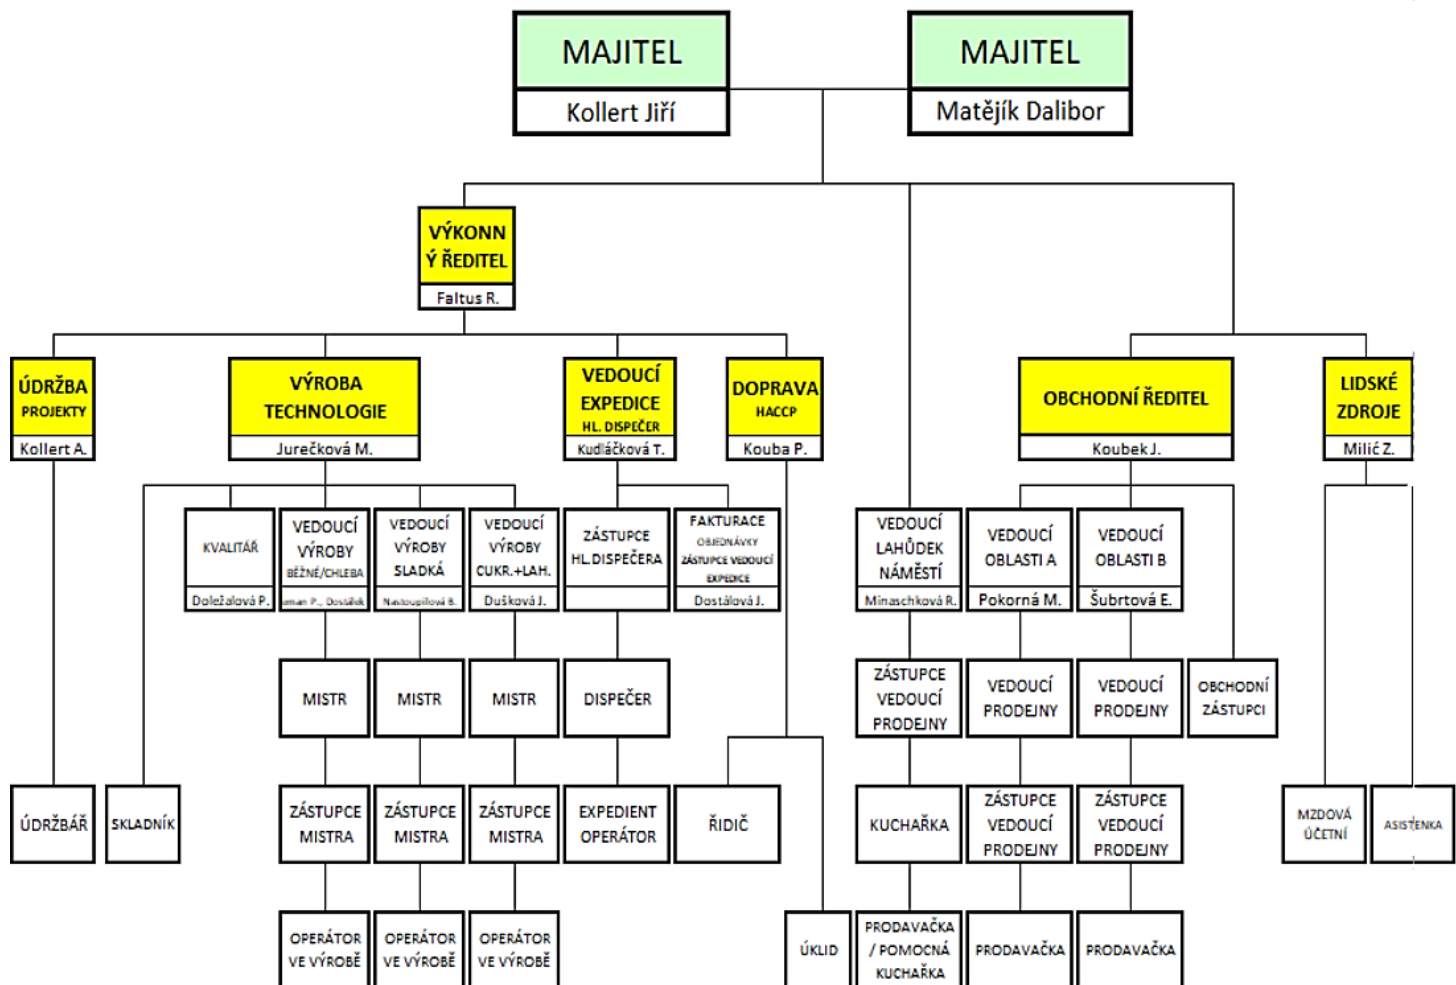 MAJITEL
Kollert Jiří
MAJITEL
Matějík Dalibor
VÝKONN
Ý ŘEDITEL
Faltus R.
ÚDRŽBA
PROJEKTY
Kollert A.
VÝROBA
TECHNOLOGIE
Jurečková M.
VEDOUCÍ
EXPEDICE
HL. DISPEČER
Kudláčková T.
DOPRAVA
HACCP
Kouba P.
OBCHODNÍ ŘEDITEL
Koubek J.
LIDSKÉ
ZDROJE
Milić Z.
KVALITÁŘ
Doležalová P.
VEDOUCÍ
VÝROBY
BĚŽNÉ/CHLEBA
P., Dostálek
VEDOUCÍ
VÝROBY
SLADKÁ
Nastoupilová B.
VEDOUCÍ
VÝROBY
CUKR.+LAH.
Dušková J.
ZÁSTUPCE
HL.DISPEČERA
FAKTURACE
OBJEDNÁVKY
ZÁSTUPCE VEDOUCÍ
EXPEDICE
Dostálová J.
VEDOUCÍ
LAHŮDEK
NÁMĚSTÍ
Minaschková R.
VEDOUCÍ
OBLASTI A
Pokorná M.
VEDOUCÍ
OBLASTI B
Šubrtová E.
MISTR
MISTR
MISTR
DISPEČER
ZÁSTUPCE
VEDOUCÍ
PRODEJNY
VEDOUCÍ
PRODEJNY
VEDOUCÍ
PRODEJNY
OBCHODNÍ
ZÁSTUPCI
ÚDRŽBÁŘ
SKLADNÍK
ZÁSTUPCE
MISTRA
ZÁSTUPCE
MISTRA
ZÁSTUPCE
MISTRA
EXPEDIENT
OPERÁTOR
ŘIDIČ
KUCHAŘKA
ZÁSTUPCE
VEDOUCÍ
PRODEJNY
ZÁSTUPCE
VEDOUCÍ
PRODEJNY
MZDOVÁ
ÚČETNÍ
ASISTENKA
OPERÁTOR
VE VÝROBĚ
OPERÁTOR
VE VÝROBĚ
OPERÁTOR
VE VÝROBĚ
ÚKLID
PRODAVAČKA
/ POMOCNÁ
KUCHAŘKA
PRODAVAČKA
PRODAVAČKA